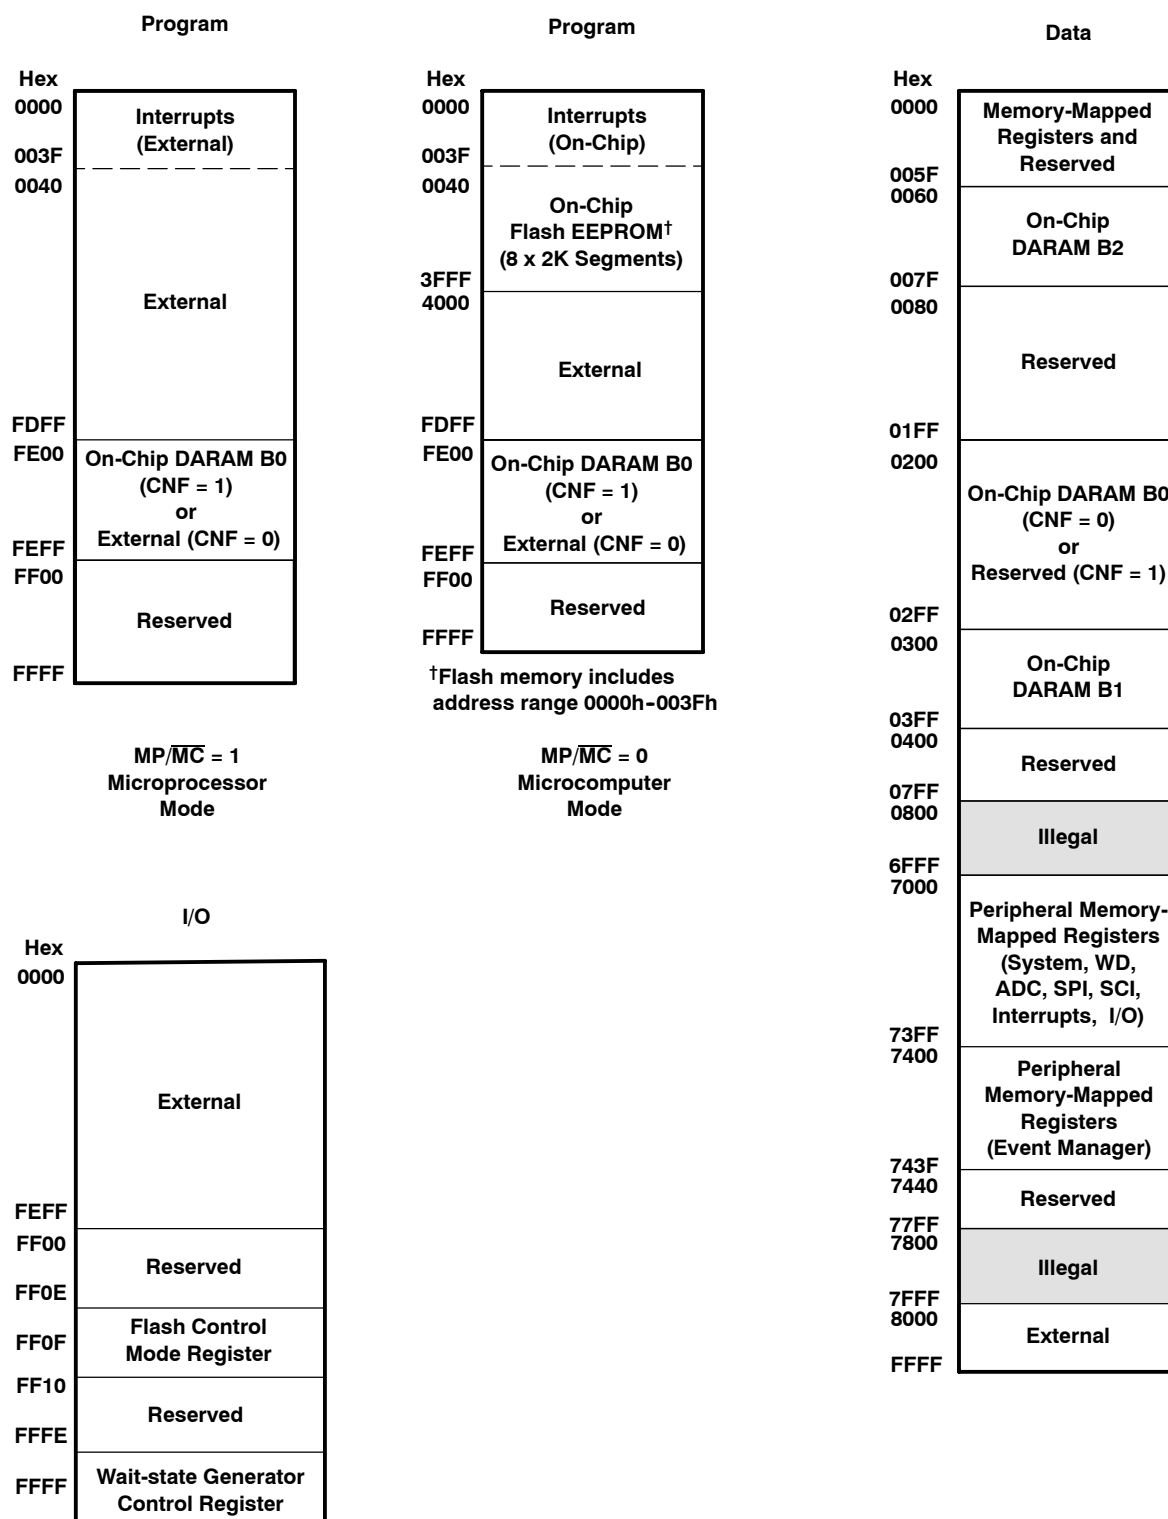 Program
Hex
0000
Interrupts
(External)
003F
0040
External
FDFF
FE00
On-Chip DARAM B0
(CNF = 1)
or
External (CNF = 0)
FEFF
FF00
Reserved
FFFF
MP/MC = 1
Microprocessor
Mode
Program
Hex
0000
Interrupts
(On-Chip)
003F
0040
On-Chip
Flash EEPROM†
(8 x 2K Segments)
3FFF
4000
External
FDFF
FE00
On-Chip DARAM B0
(CNF = 1)
or
External (CNF = 0)
FEFF
FF00
Reserved
FFFF
†Flash memory includes
address range 0000h-003Fh
MP/MC = 0
Microcomputer
Mode
Data
Hex
0000
Memory-Mapped
Registers and
Reserved
005F
0060
On-Chip
DARAM B2
007F
0080
Reserved
01FF
0200
On-Chip DARAM B0
(CNF = 0)
or
Reserved (CNF = 1)
02FF
0300
On-Chip
DARAM B1
03FF
0400
Reserved
07FF
0800
Illegal
6FFF
7000
Peripheral Memory-
Mapped Registers
(System, WD,
ADC, SPI, SCI,
Interrupts, I/O)
73FF
7400
Peripheral
Memory-Mapped
Registers
(Event Manager)
743F
7440
Reserved
77FF
7800
Illegal
7FFF
8000
External
FFFF
I/O
Hex
0000
External
FEFF
FF00
Reserved
FF0E
FF0F
Flash Control
Mode Register
FF10
Reserved
FFFE
FFFF
Wait-state Generator
Control Register